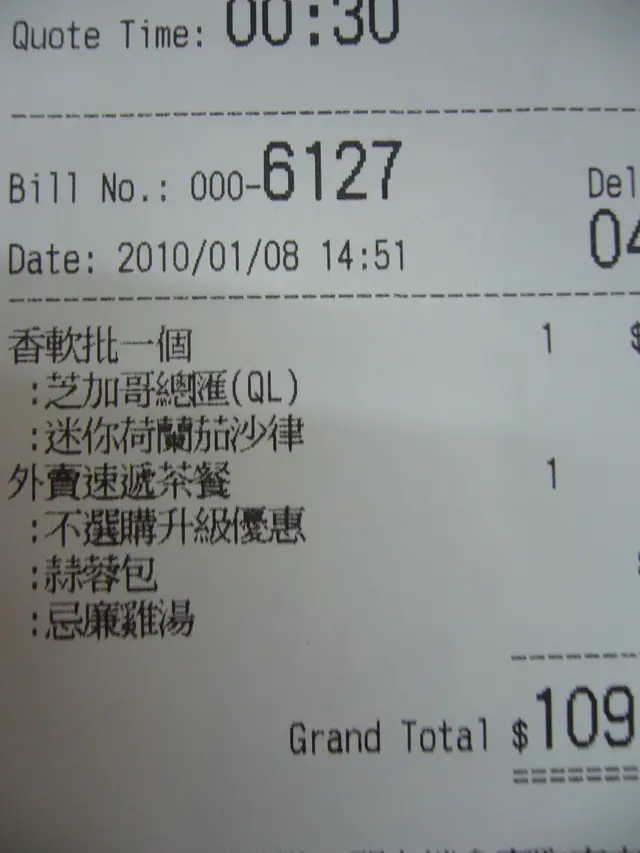 Quote Time: 00:30
Bill No.: 000-6127
Del
Date: 2010/01/08 14:51
04
香軟批一個 1 $
:芝加哥總匯(QL)
:迷你荷蘭茄沙律
外賣速遞茶餐 1
:不選購升級優惠
:蒜蓉包
:忌廉雞湯
Grand Total $109